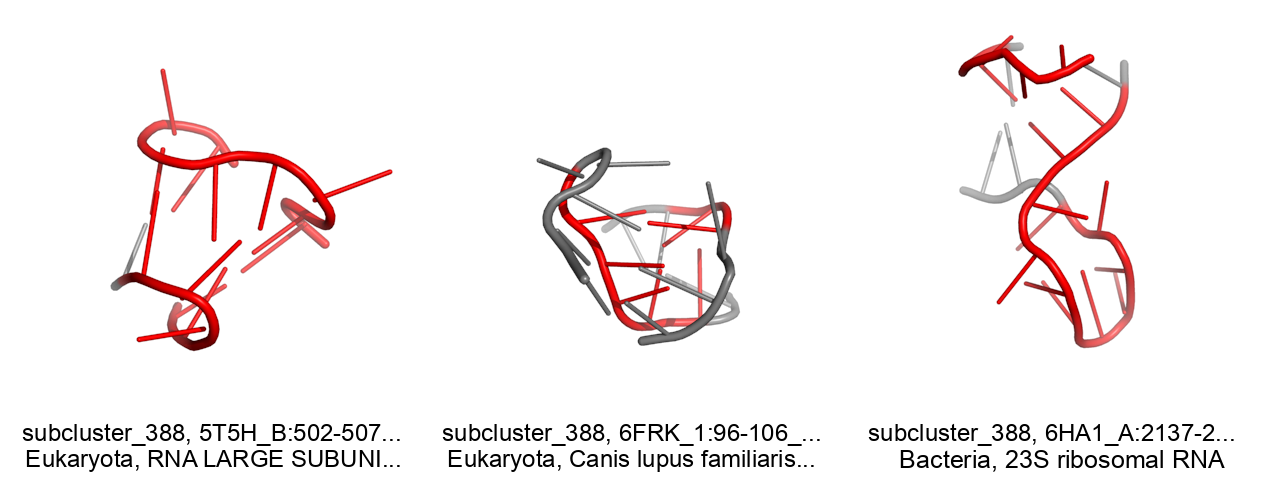 subcluster_388, 5T5H_B:502-507...
Eukaryota, RNA LARGE SUBUNI...
subcluster_388, 6FRK_1:96-106_...
Eukaryota, Canis lupus familiaris...
subcluster_388, 6HA1_A:2137-2...
Bacteria, 23S ribosomal RNA